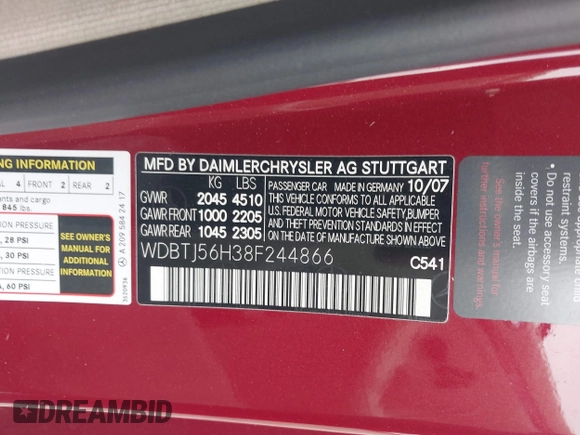 NG INFORMATION
AL 4 FRONT 2 REAR 2
ants and cargo
846 lbs.
ION PRESSURE
, 28 PSI
, 30 PSI
A, 60 PSI
SEE OWNER'S
MANUAL FOR
ADDITIONAL
INFORMATION
A 209 584 24 17
MFD BY DAIMLERCHRYSLER AG STUTTGART
KG LBS
GVWR 2045 4510
GAWR FRONT 1000 2205
GAWR REAR 1045 2305
PASSENGER CAR MADE IN GERMANY 10/07
THIS VEHICLE CONFORMS TO ALL APPLICABLE
U.S. FEDERAL MOTOR VEHICLE SAFETY,BUMPER
AND THEFT PREVENTION STANDARDS IN EFFECT
ON THE DATE OF MANUFACTURE SHOWN ABOVE.
WDBTJ56H38F244866
C541
See owner's manual for
further instructions and warnings.
restraint system.
Do not use accessory seat
covers if the airbags are
in the seat.
DREAMBID